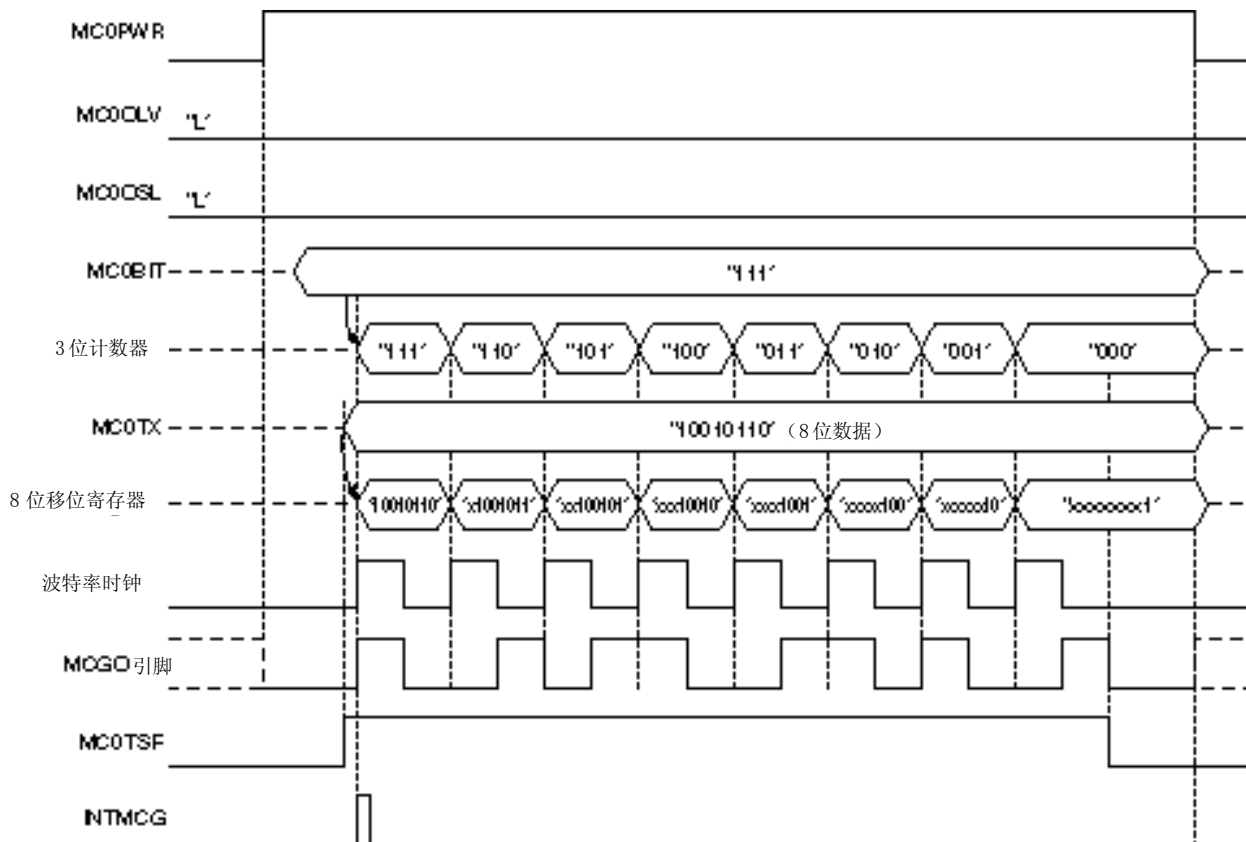 MC0PWR
MC0OLV "L"
MC0OSL "L"
MC0BIT "111"
3位计数器 "111" "110" "101" "100" "011" "010" "001" "000"
MC0TX "10010110"(8位数据)
8位移位寄存器 "10010110" "x1001011" "xx100101" "xxx10010" "xxxx1001" "xxxxx100" "xxxxxx10" "xxxxxxx1"
波特率时钟
MCGO引脚
MC0TSF
INTMCG